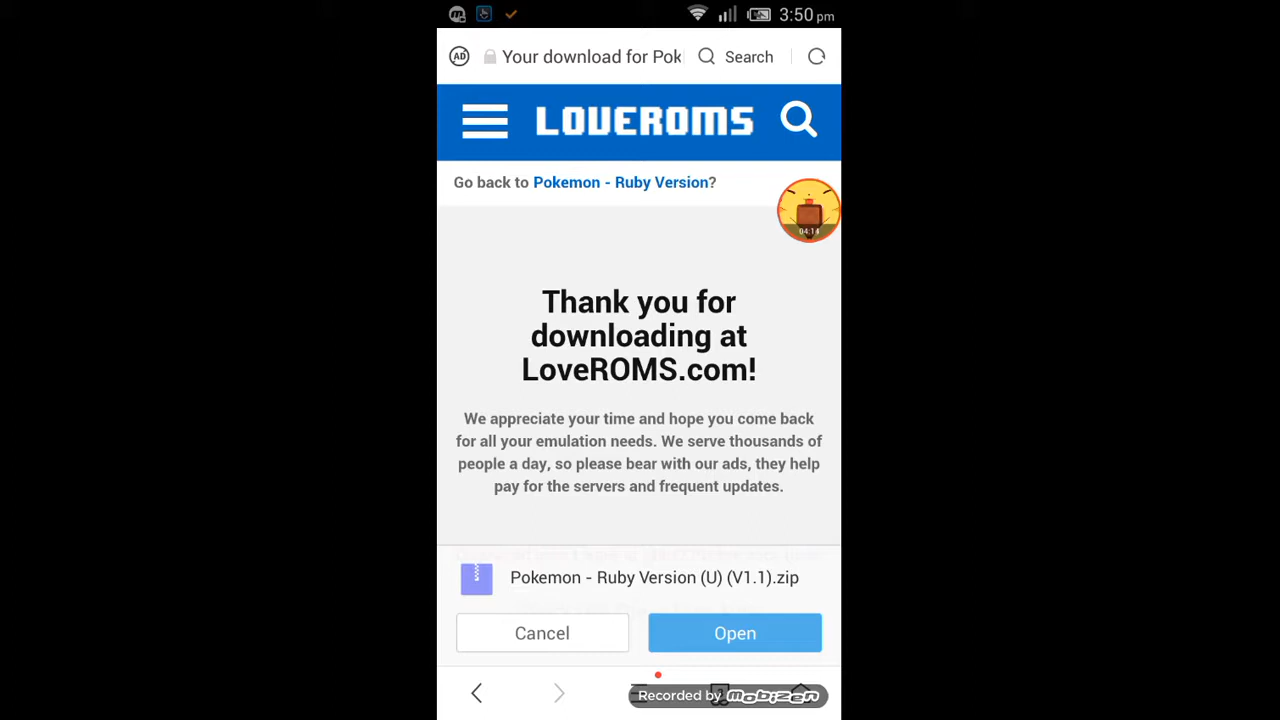 3:50 pm
AD Your download for Pok Search
LOVEROMS
Go back to Pokemon - Ruby Version?
04:14
Thank you for
downloading at
LoveROMS.com!
We appreciate your time and hope you come back
for all your emulation needs. We serve thousands of
people a day, so please bear with our ads, they help
pay for the servers and frequent updates.
Pokemon - Ruby Version (U) (V1.1).zip
Cancel Open
Recorded by mobizen